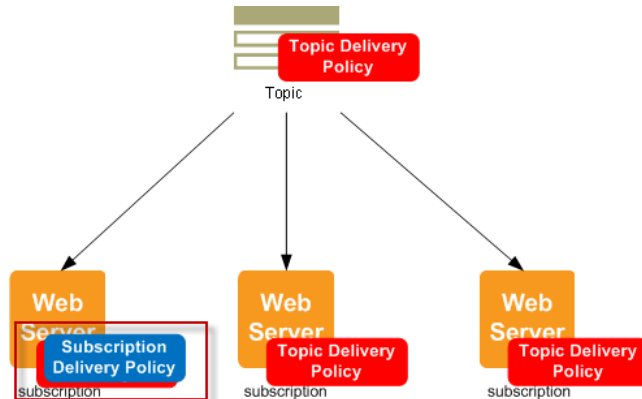 Topic Delivery
Policy
Topic
Web
Server
Subscription
Delivery Policy
subscription
Web
Server
Topic Delivery
Policy
subscription
Web
Server
Topic Delivery
Policy
subscription